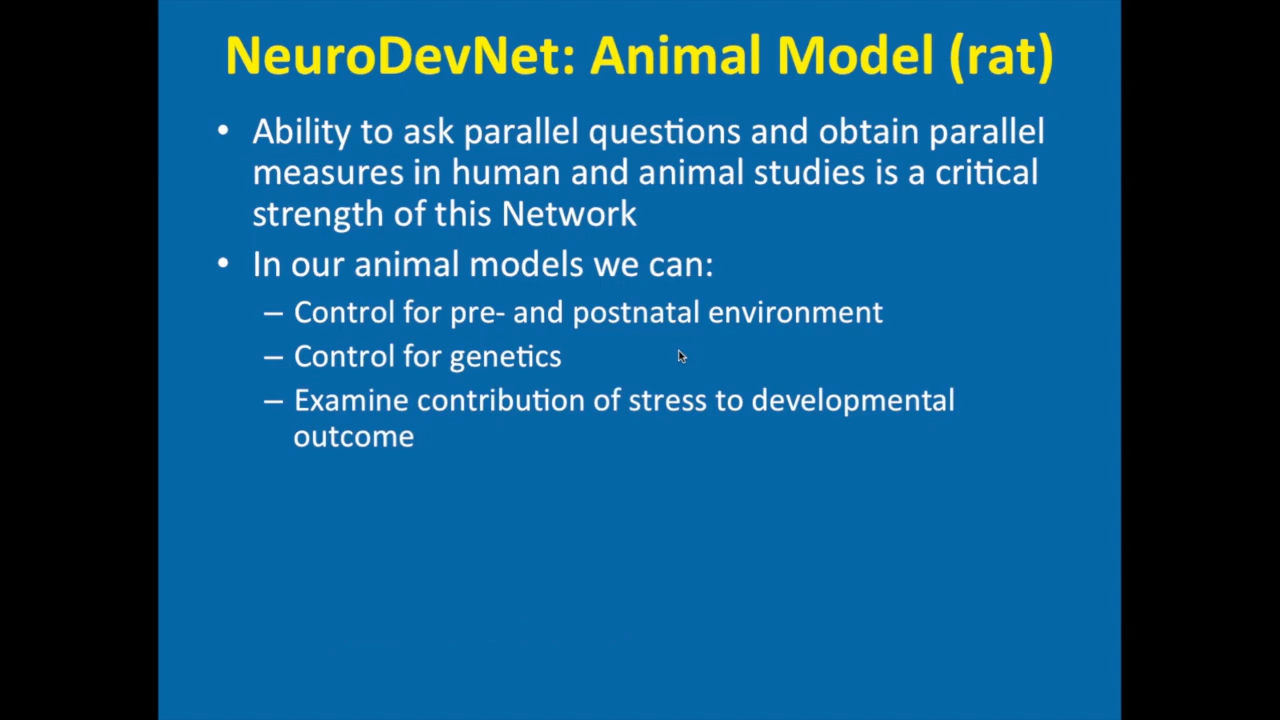 NeuroDevNet: Animal Model (rat)
• Ability to ask parallel questions and obtain parallel
measures in human and animal studies is a critical
strength of this Network
• In our animal models we can:
– Control for pre- and postnatal environment
– Control for genetics
– Examine contribution of stress to developmental
outcome